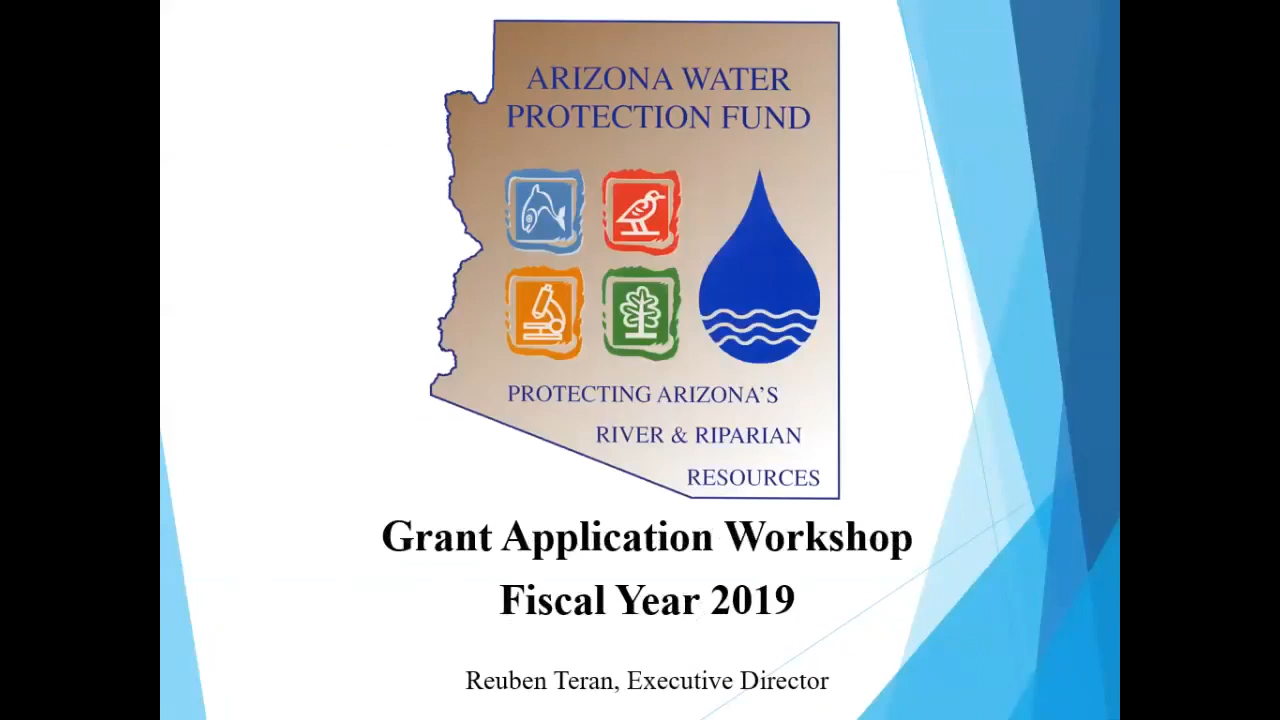 ARIZONA WATER
PROTECTION FUND
PROTECTING ARIZONA'S
RIVER & RIPARIAN
RESOURCES
Grant Application Workshop
Fiscal Year 2019
Reuben Teran, Executive Director